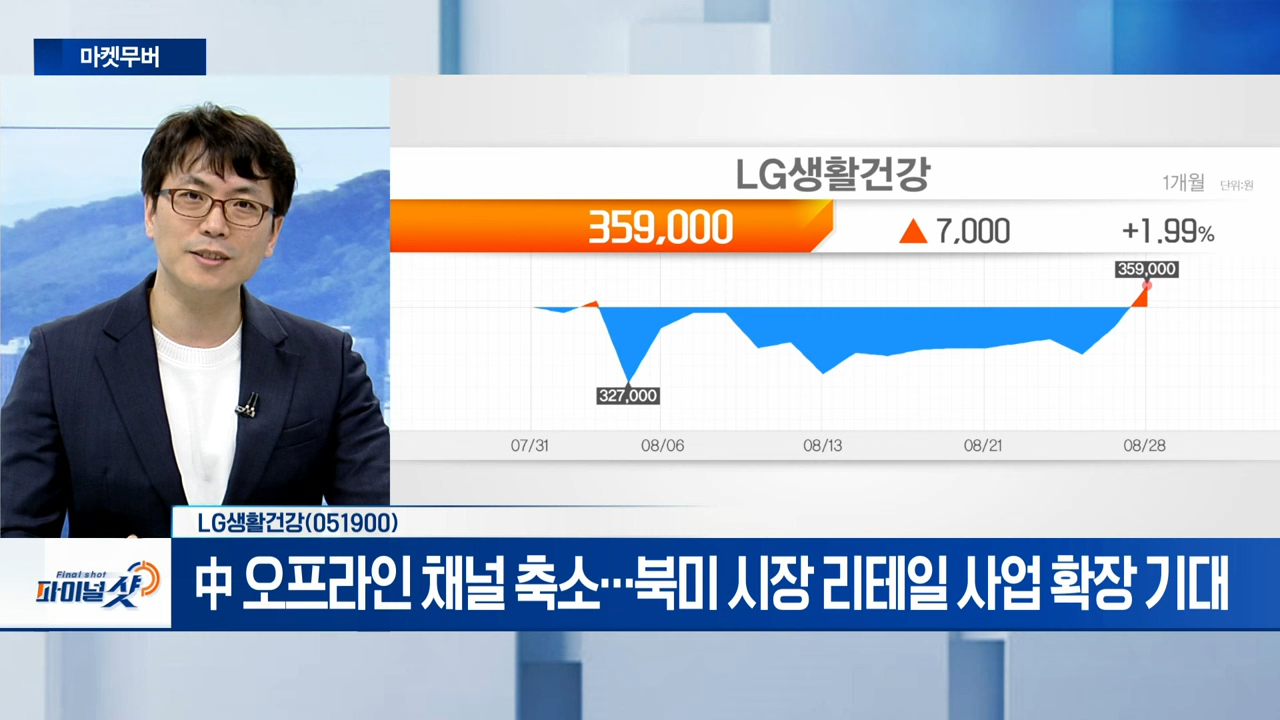 마켓무버
LG생활건강
1개월 단위:원
359,000 ▲ 7,000 +1.99%
359,000
327,000
07/31 08/06 08/13 08/21 08/28
LG생활건강(051900)
Final shot
파이널샷
中 오프라인 채널 축소…북미 시장 리테일 사업 확장 기대